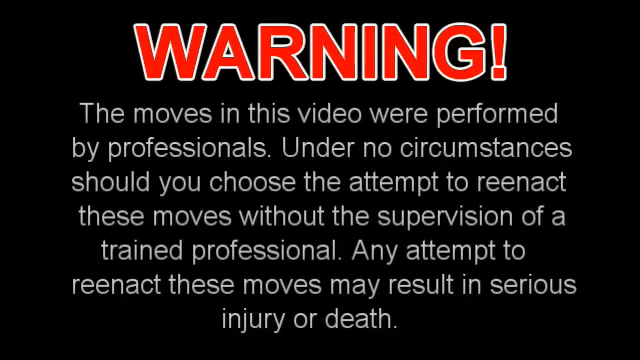 WARNING!
The moves in this video were performed
by professionals. Under no circumstances
should you choose the attempt to reenact
these moves without the supervision of a
trained professional. Any attempt to
reenact these moves may result in serious
injury or death.